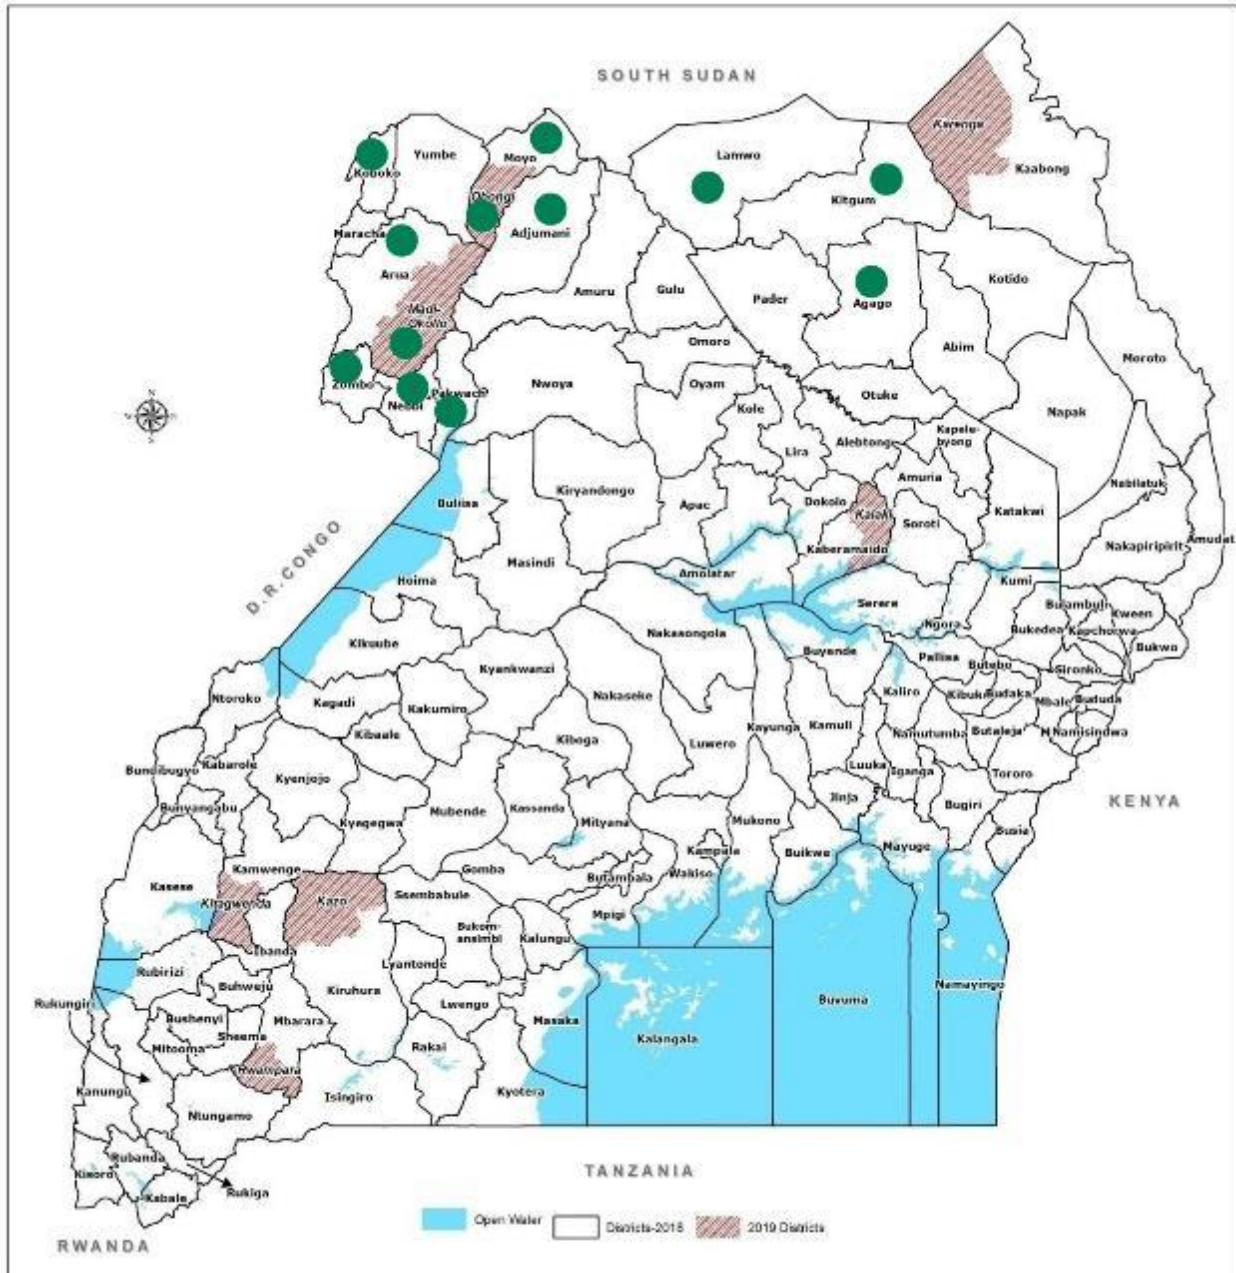 SOUTH SUDAN
Karenga
Kaabong
Yumbe
Moyo
Koboko
Lamwo
Kitgum
Obongi
Adjumani
Maracha
Arua
Madi-
Okollo
Amuru
Gulu
Pader
Agago
Kotido
Abim
Moroto
Omoro
Zombo
Nebbi
Pakwach
Nwoya
Oyam
Otuke
Napak
Kole
Lira
Alebtong
Kapele-
byong
Amuria
Buliisa
Kiryandongo
Apac
Dokolo
Kalaki
Soroti
Katakwi
Nabilatuk
Nakapiripirit
Amudat
D.R.CONGO
Masindi
Hoima
Amolatar
Kaberamaido
Serere
Kumi
Ngora
Bulambuli
Kween
Bukedea
Kapchorwa
Bukwo
Kikuube
Nakasongola
Buyende
Pallisa
Butebo
Sironko
Kyankwanzi
Nakaseke
Ntoroko
Kagadi
Kakumiro
Kaliro
Kibuku
Budaka
Mbale
Bududa
Kibaale
Kiboga
Luwero
Kayunga
Kamuli
Namutumba
Butaleja
M
Namisindwa
Bundibugyo
Kabarole
Kyenjojo
Luuka
Iganga
Tororo
Bunyangabu
Kyegegwa
Mubende
Kassanda
Mityana
Mukono
Jinja
Bugiri
Busia
KENYA
Kampala
Buikwe
Mayuge
Kasese
Kamwenge
Gomba
Butambala
Wakiso
Kitagwenda
Kazo
Ssembabule
Mpigi
Ibanda
Bukom-
ansimbi
Kalungu
Rubirizi
Lyantonde
Buhweju
Kiruhura
Lwengo
Rukungiri
Bushenyi
Mbarara
Masaka
Kalangala
Buvuma
Namayingo
Mitooma
Sheema
Rwampara
Rakai
Kanungu
Isingiro
Kyotera
Ntungamo
Rubanda
Kisoro
Kabale
Rukiga
TANZANIA
RWANDA
Open Water
Districts-2018
2019 Districts